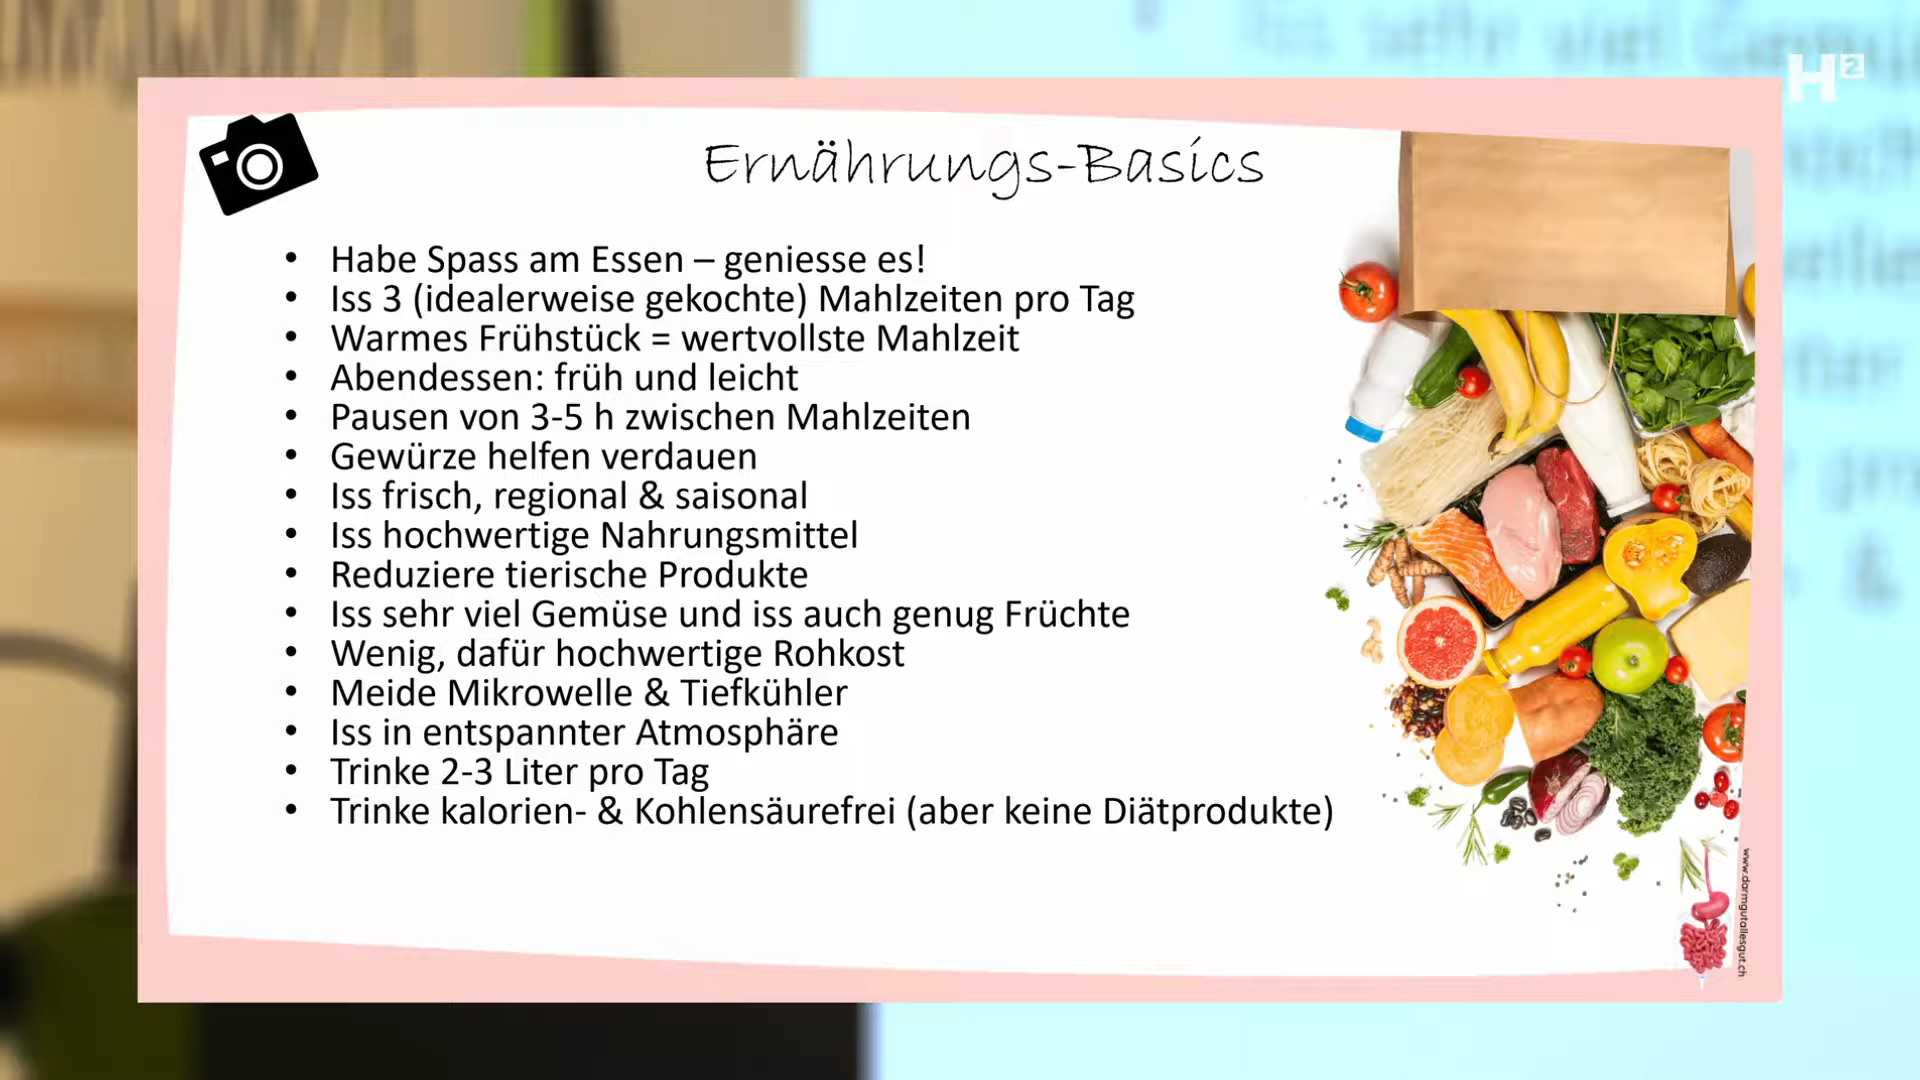 H2
Ernährungs-Basics
• Habe Spass am Essen – geniesse es!
• Iss 3 (idealerweise gekochte) Mahlzeiten pro Tag
• Warmes Frühstück = wertvollste Mahlzeit
• Abendessen: früh und leicht
• Pausen von 3-5 h zwischen Mahlzeiten
• Gewürze helfen verdauen
• Iss frisch, regional & saisonal
• Iss hochwertige Nahrungsmittel
• Reduziere tierische Produkte
• Iss sehr viel Gemüse und iss auch genug Früchte
• Wenig, dafür hochwertige Rohkost
• Meide Mikrowelle & Tiefkühler
• Iss in entspannter Atmosphäre
• Trinke 2-3 Liter pro Tag
• Trinke kalorien- & Kohlensäurefrei (aber keine Diätprodukte)
www.darmgutallesgut.ch